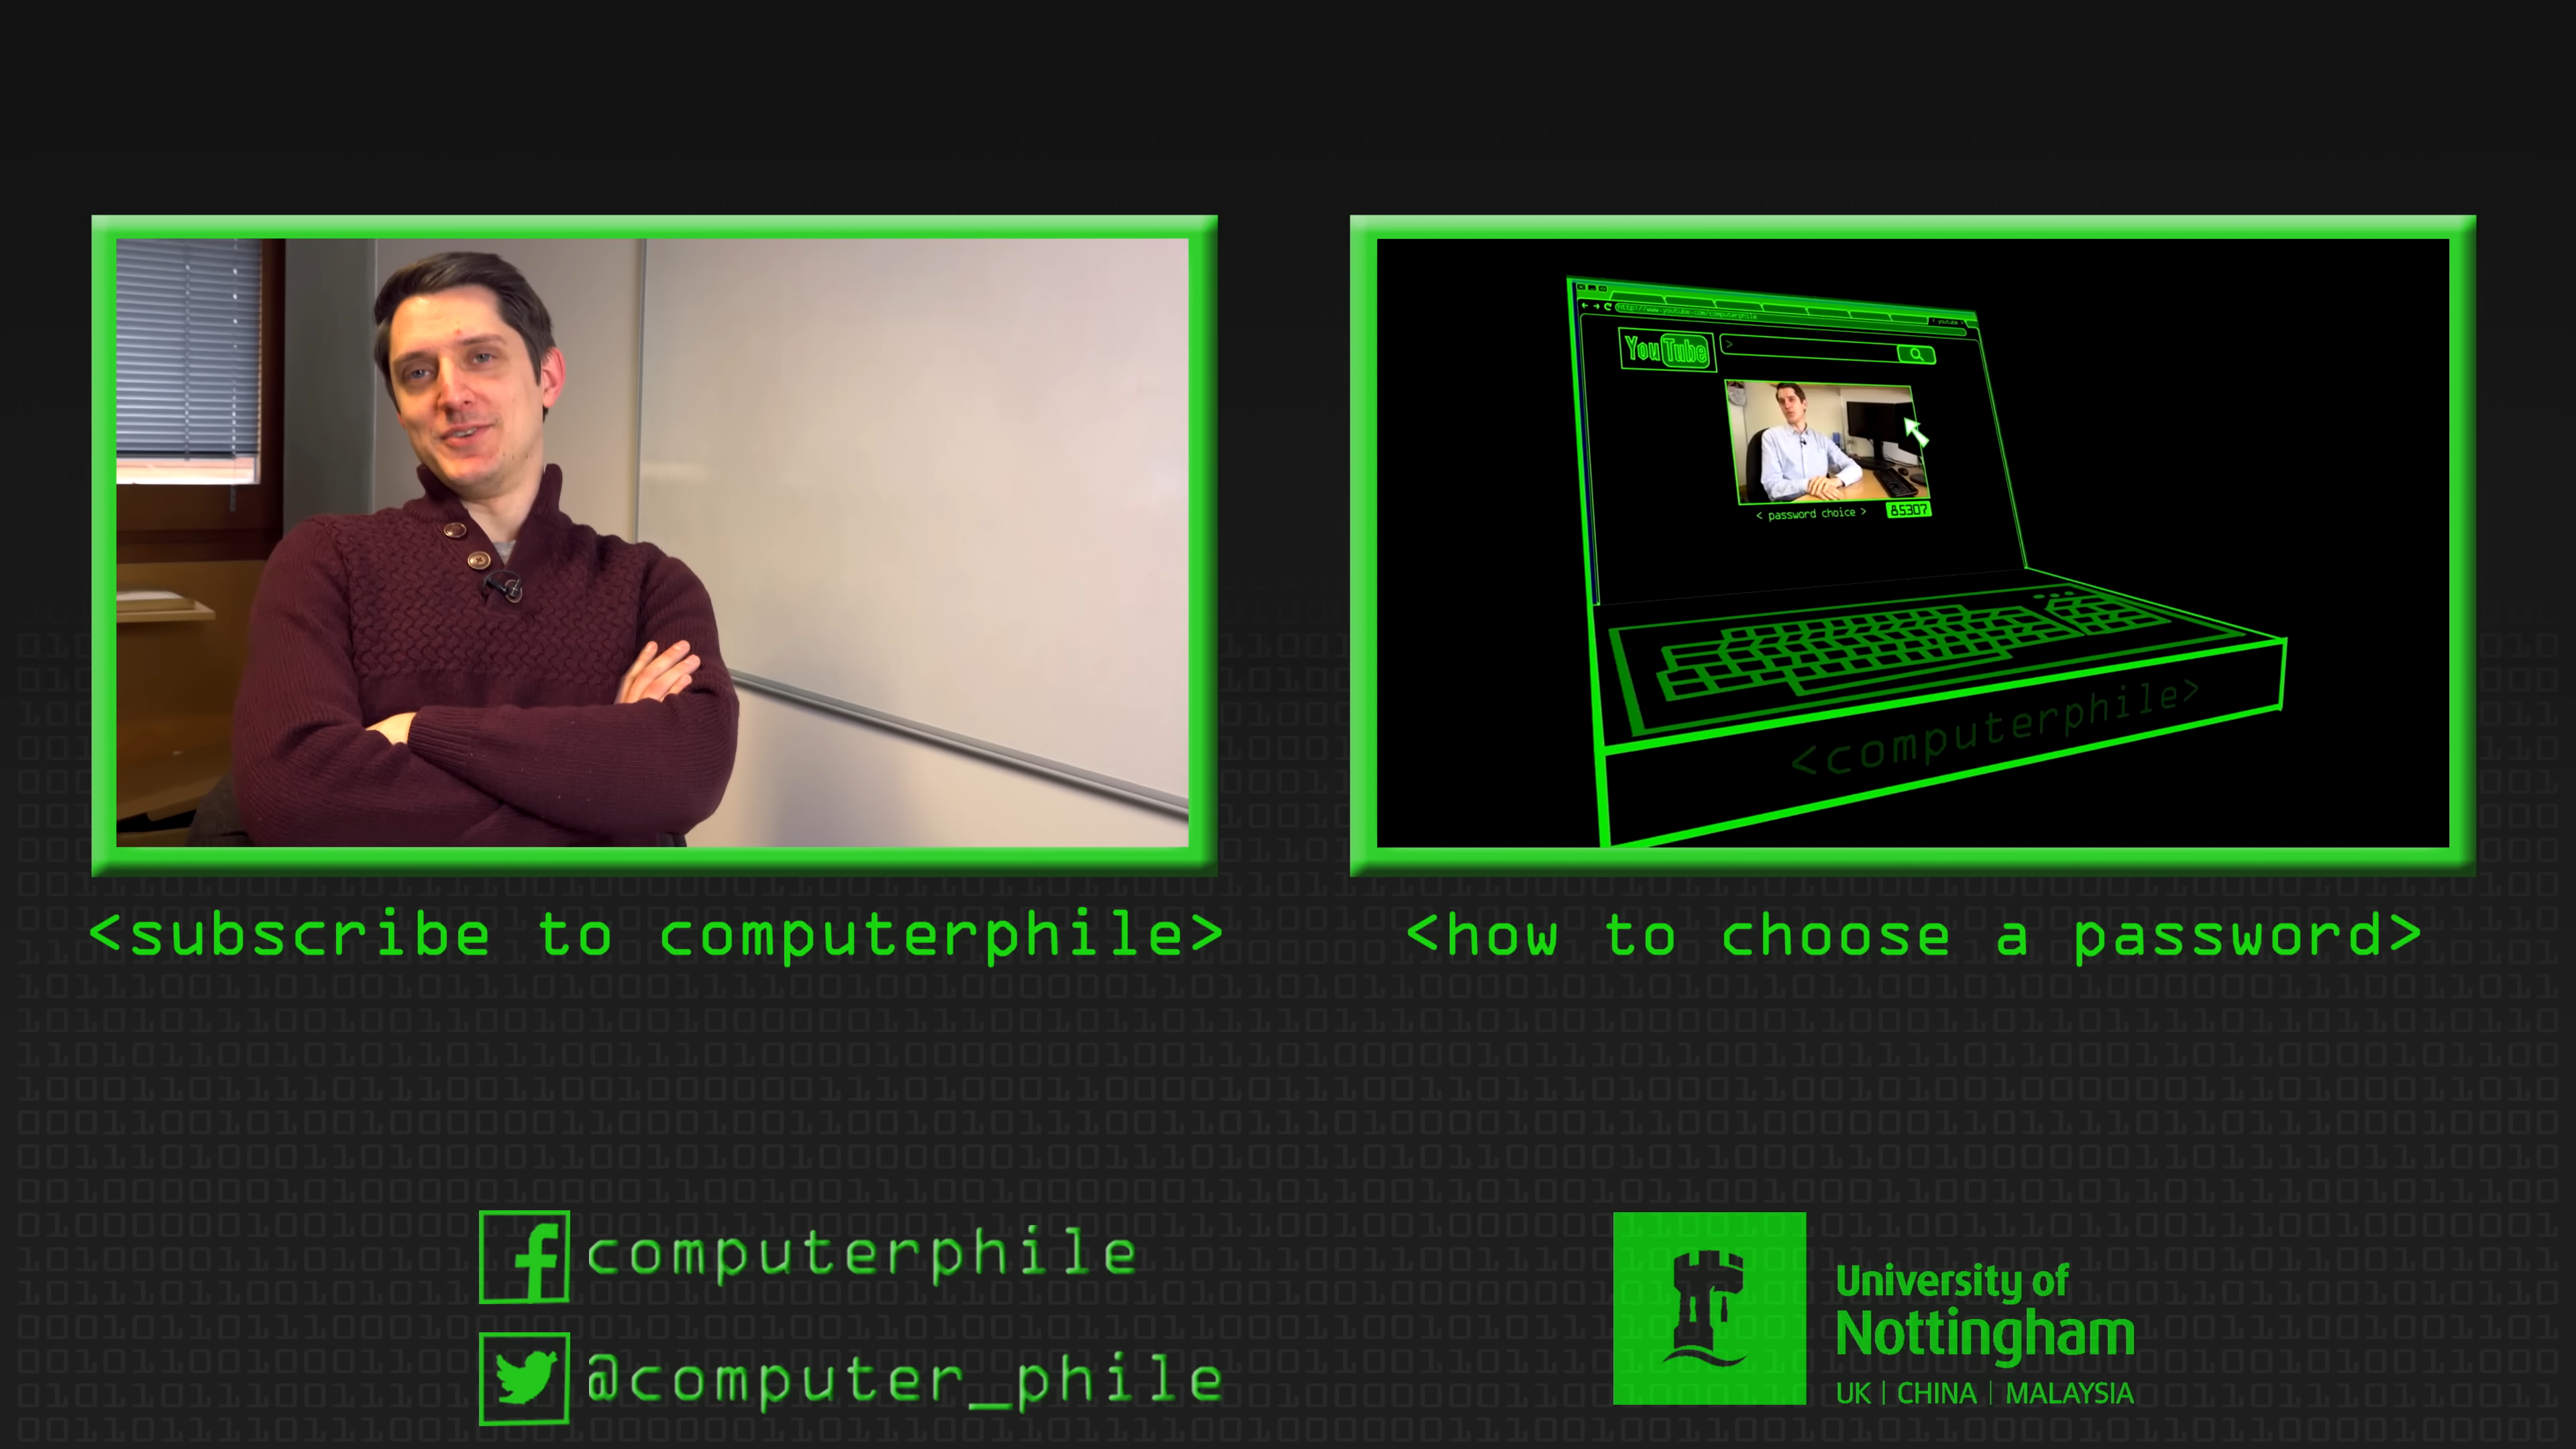 YouTube
>
< password choice >
85307
<computerphile>
<subscribe to computerphile>
<how to choose a password>
computerphile
@computer_phile
University of
Nottingham
UK | CHINA | MALAYSIA